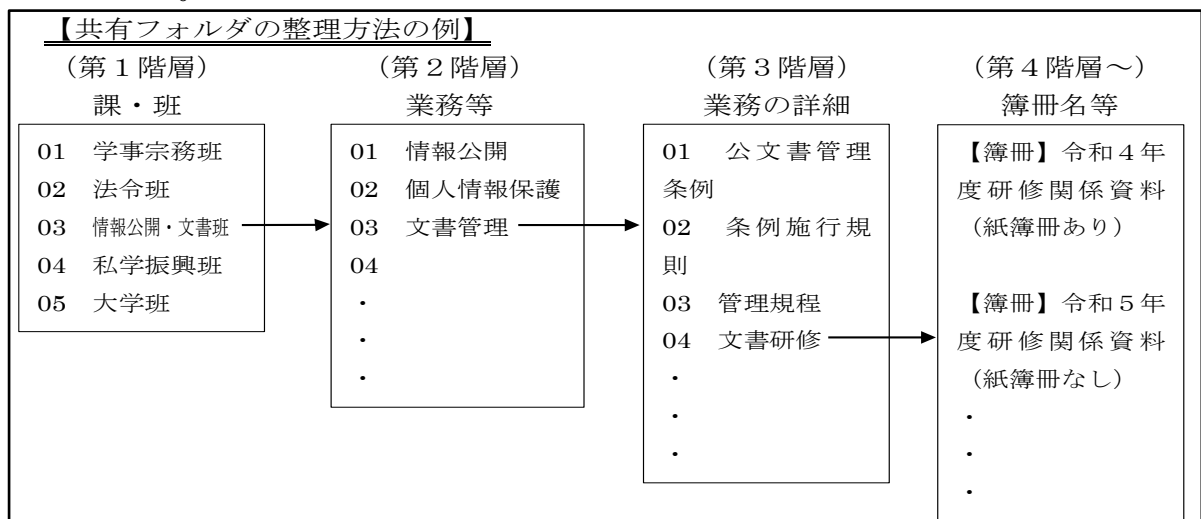 【共有フォルダの整理方法の例】
（第１階層）
課・班
01　学事宗務班
02　法令班
03　情報公開・文書班
04　私学振興班
05　大学班
（第２階層）
業務等
01　情報公開
02　個人情報保護
03　文書管理
04
・
・
・
（第３階層）
業務の詳細
01　公文書管理
条例
02　条例施行規
則
03　管理規程
04　文書研修
・
・
・
（第４階層～）
簿冊名等
【簿冊】令和４年
度研修関係資料
（紙簿冊あり）
【簿冊】令和５年
度研修関係資料
（紙簿冊なし）
・
・
・